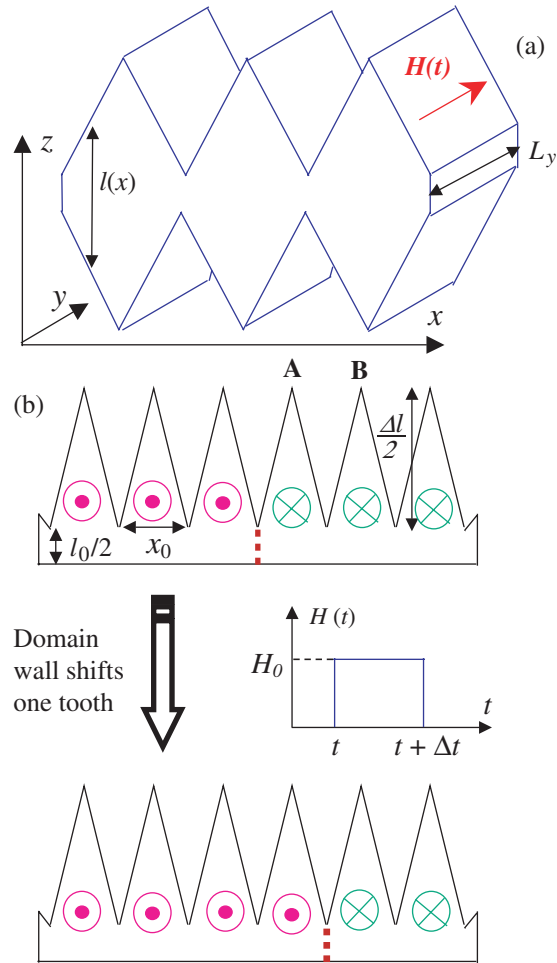 (a)
H(t)
z
l(x)
L_y
y
x
A B
(b)
Δl/2
l_0/2
x_0
Domain
wall shifts
one tooth
H (t)
H_0
t
t t + Δt